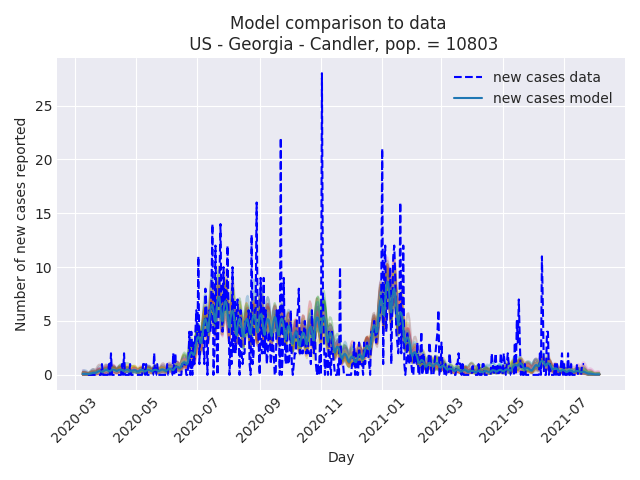 Model comparison to data
US - Georgia - Candler, pop. = 10803
new cases data
new cases model
Number of new cases reported
25
20
15
10
5
0
2020-03
2020-05
2020-07
2020-09
2020-11
2021-01
2021-03
2021-05
2021-07
Day